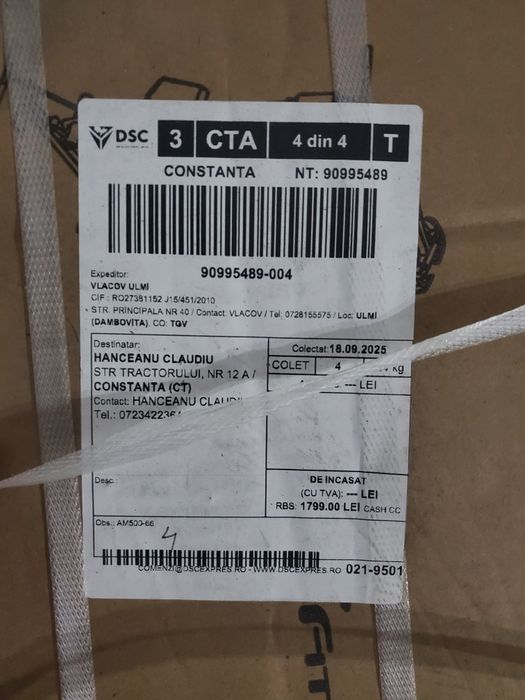 DSC 3 CTA 4 din 4 T
CONSTANTA NT: 90995489
90995489-004
Expeditor:
VLACOV ULMI
CIF : RO27381152 J15/451/2010
STR. PRINCIPALA NR 40 / Contact: VLACOV / Tel: 0728155575 / Loc: ULMI
(DAMBOVITA), CO: TGV
Destinatar:
HANCEANU CLAUDIU
STR TRACTORULUI, NR 12 A /
CONSTANTA (CT)
Contact: HANCEANU
Tel.:
Colectat: 18.09.2025
COLET 4 kg
--- LEI
Desc.:
DE INCASAT
(CU TVA): --- LEI
RBS: 1799.00 LEI CASH CC
Obs.: AM500-66
4
COMENZI@DSCEXPRES.RO - WWW.DSCEXPRES.RO 021-9501